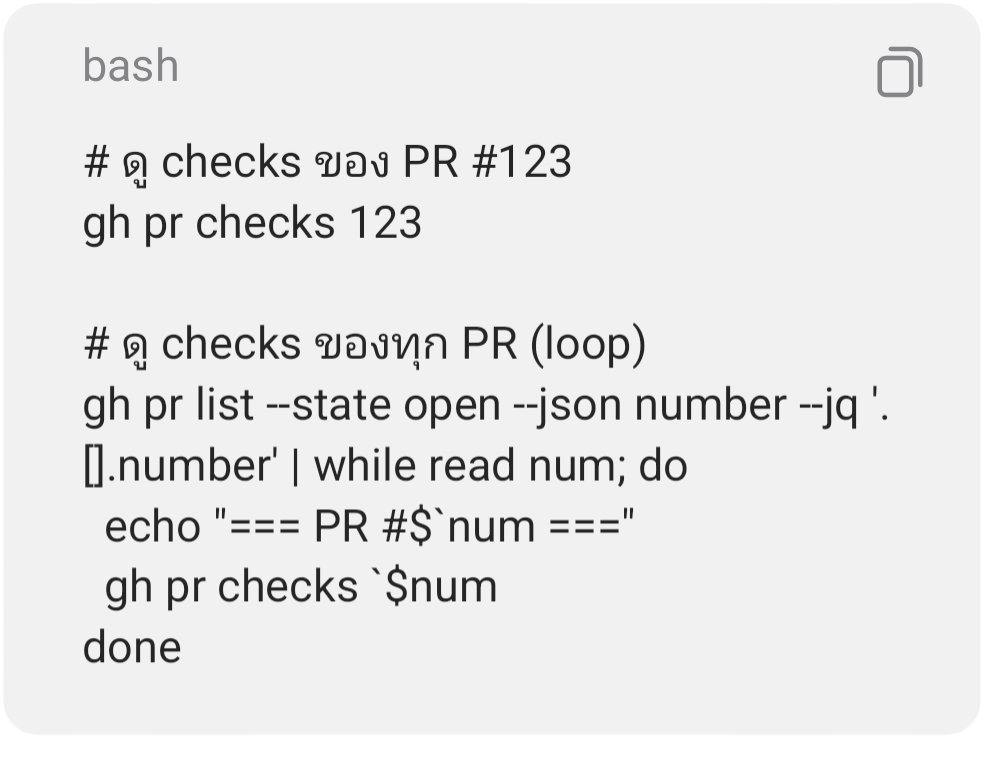 bash
# ดู checks ของ PR #123
gh pr checks 123
# ดู checks ของทุก PR (loop)
gh pr list --state open --json number --jq '.
[].number' | while read num; do
echo "=== PR #$`num ==="
gh pr checks `$num
done